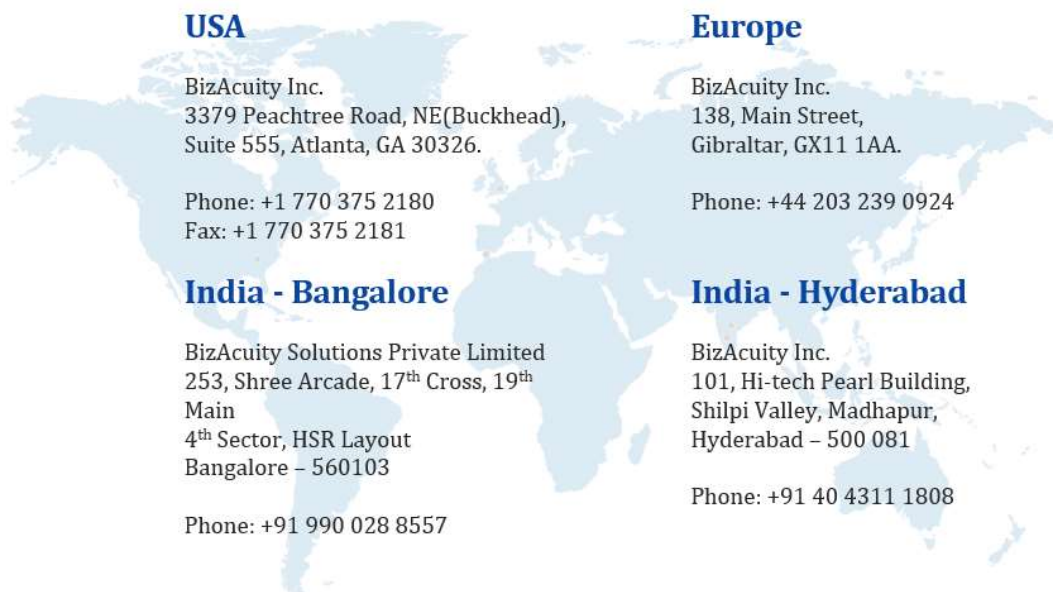 USA
BizAcuity Inc.
3379 Peachtree Road, NE(Buckhead),
Suite 555, Atlanta, GA 30326.
Phone: +1 770 375 2180
Fax: +1 770 375 2181
Europe
BizAcuity Inc.
138, Main Street,
Gibraltar, GX11 1AA.
Phone: +44 203 239 0924
India - Bangalore
BizAcuity Solutions Private Limited
253, Shree Arcade, 17th Cross, 19th
Main
4th Sector, HSR Layout
Bangalore – 560103
Phone: +91 990 028 8557
India - Hyderabad
BizAcuity Inc.
101, Hi-tech Pearl Building,
Shilpi Valley, Madhapur,
Hyderabad – 500 081
Phone: +91 40 4311 1808